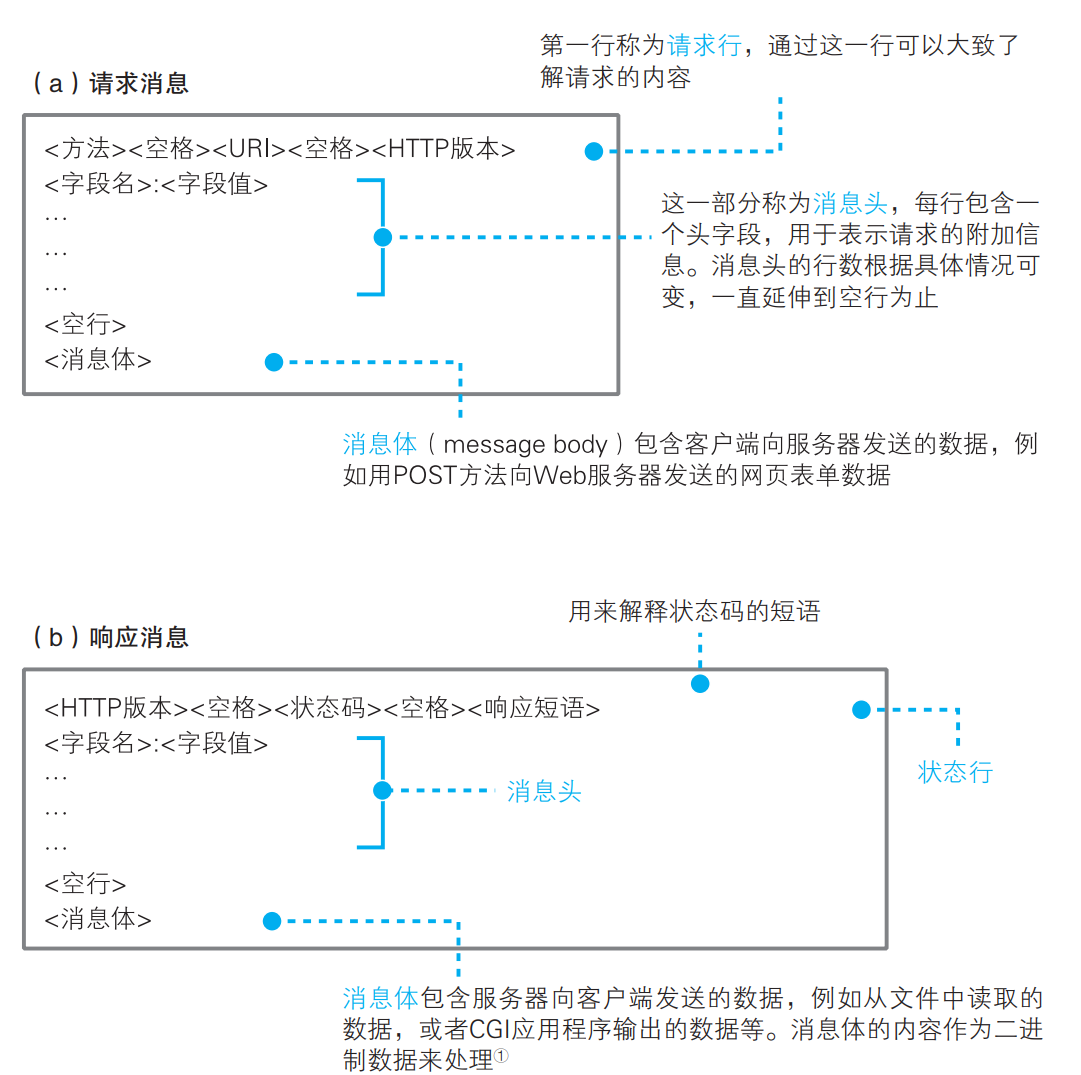 第一行称为请求行，通过这一行可以大致了
解请求的内容
（a）请求消息
<方法><空格><URI><空格><HTTP版本>
<字段名>:<字段值>
…
…
…
<空行>
<消息体>
这一部分称为消息头，每行包含一
个头字段，用于表示请求的附加信
息。消息头的行数根据具体情况可
变，一直延伸到空行为止
消息体（message body）包含客户端向服务器发送的数据，例
如用POST方法向Web服务器发送的网页表单数据
用来解释状态码的短语
（b）响应消息
<HTTP版本><空格><状态码><空格><响应短语>
<字段名>:<字段值>
…
…
…
<空行>
<消息体>
状态行
消息头
消息体包含服务器向客户端发送的数据，例如从文件中读取的
数据，或者CGI应用程序输出的数据等。消息体的内容作为二进
制数据来处理①